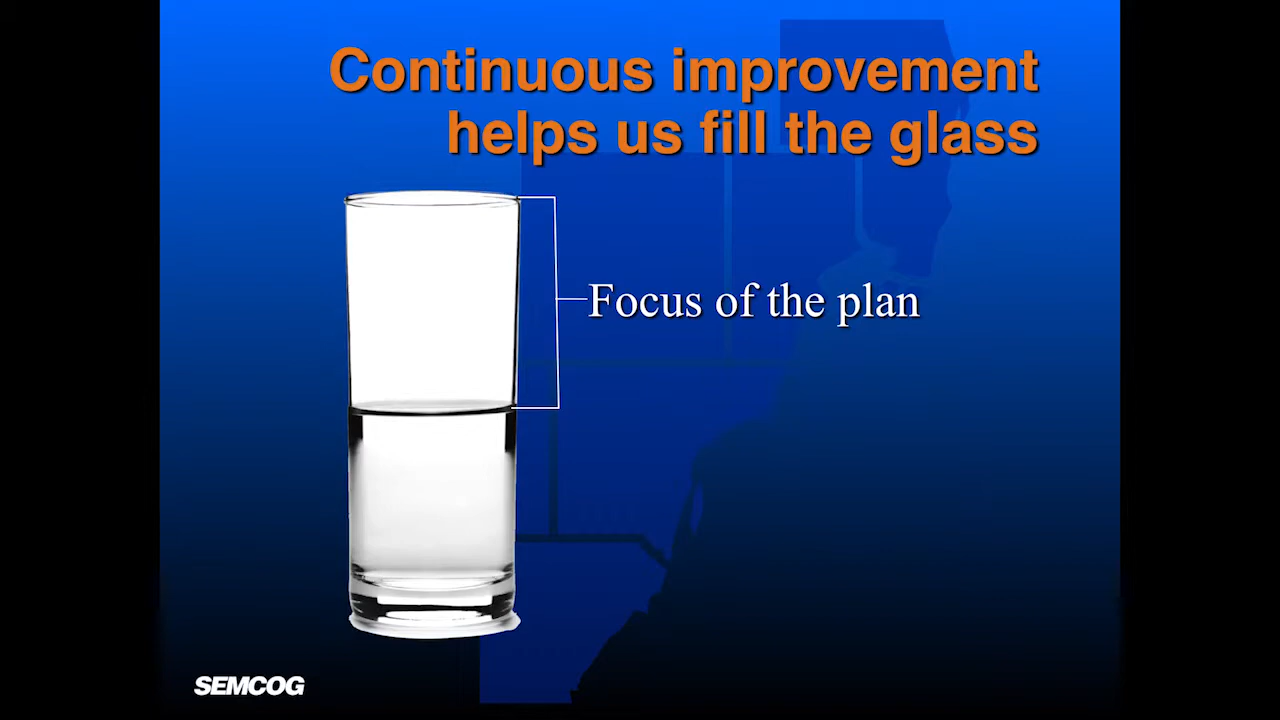 Continuous improvement
helps us fill the glass
Focus of the plan
SEMCOG